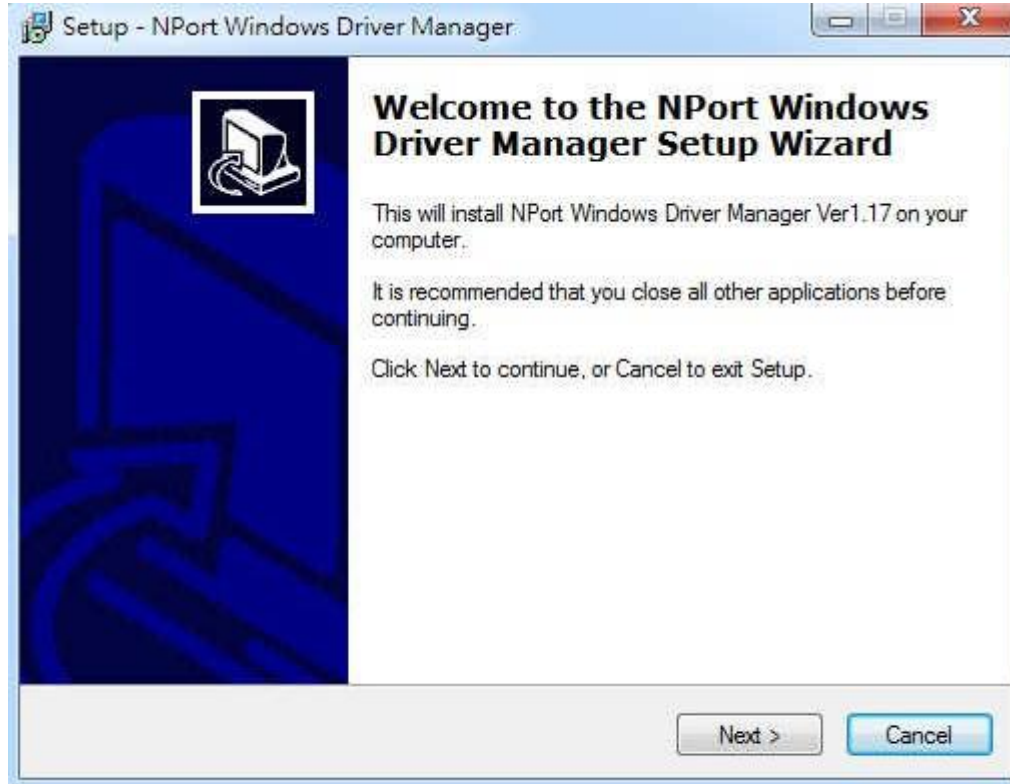 Setup - NPort Windows Driver Manager
Welcome to the NPort Windows
Driver Manager Setup Wizard
This will install NPort Windows Driver Manager Ver1.17 on your
computer.
It is recommended that you close all other applications before
continuing.
Click Next to continue, or Cancel to exit Setup.
Next >
Cancel